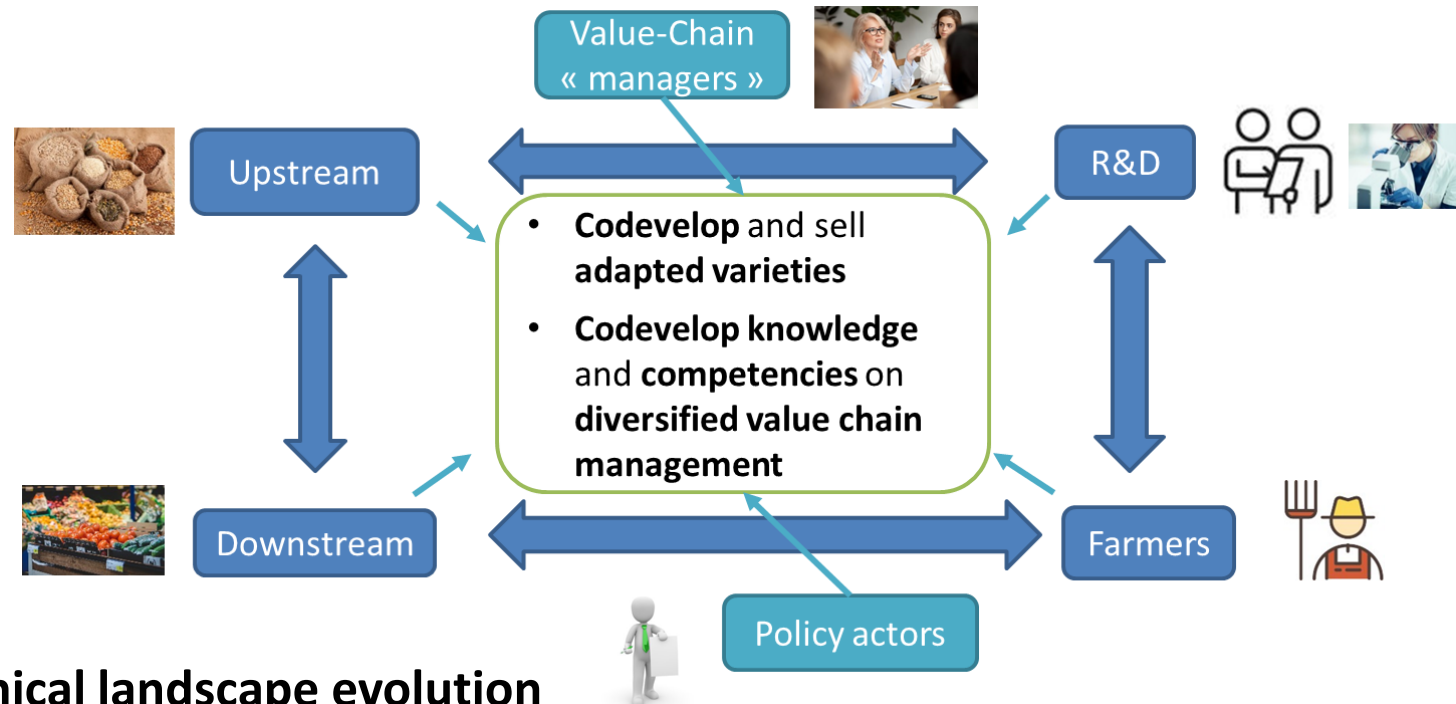 Value-Chain
« managers »
Upstream
R&D
• Codevelop and sell
adapted varieties
• Codevelop knowledge
and competencies on
diversified value chain
management
Downstream
Farmers
Policy actors
landscape evolution